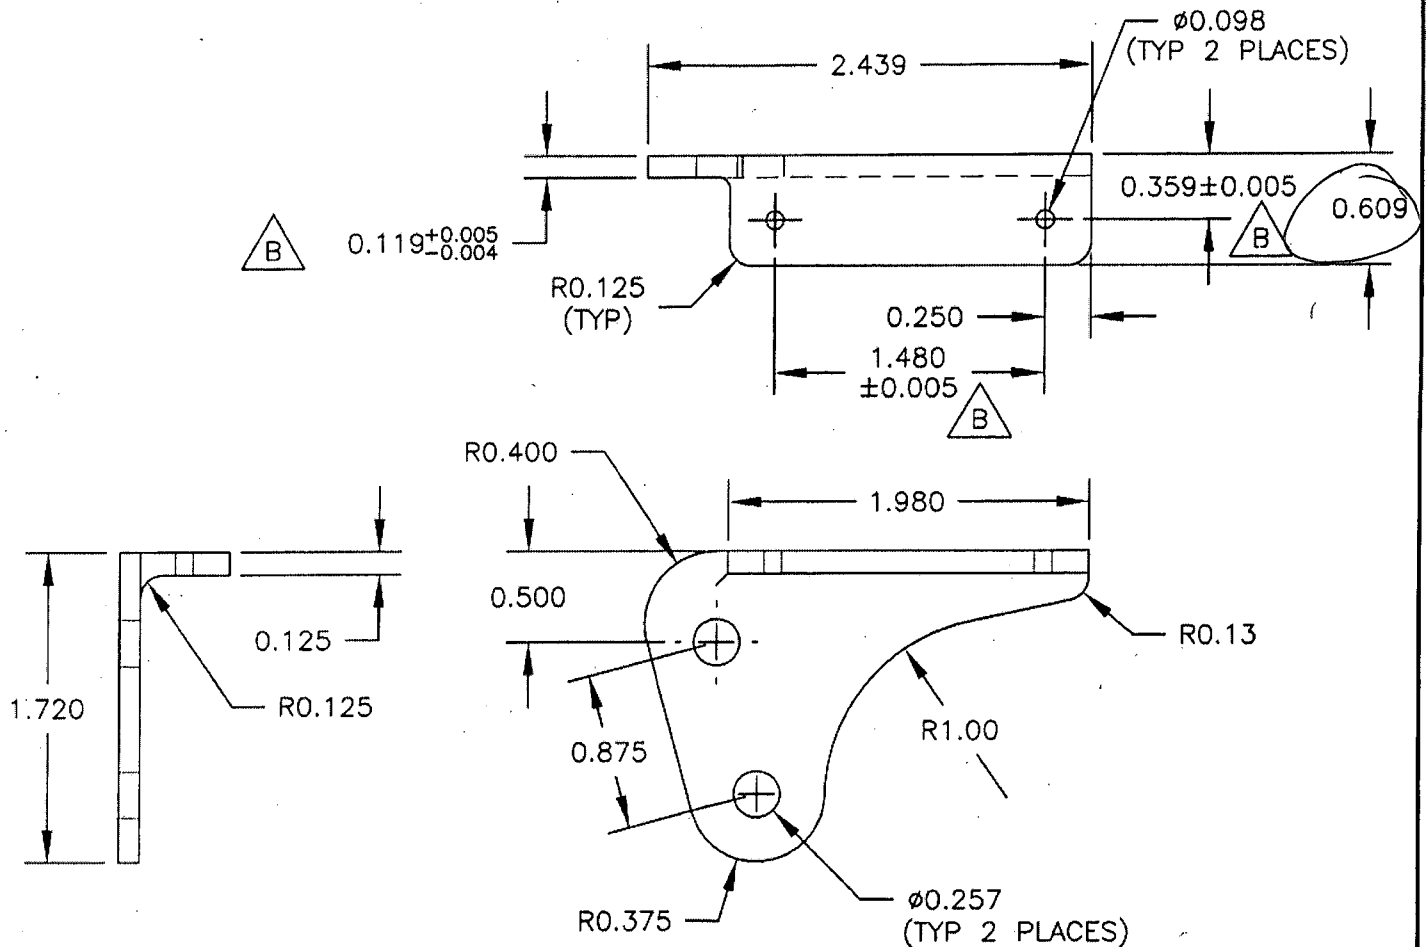 ø0.098
(TYP 2 PLACES)
2.439
0.359±0.005
0.609
B
0.119+0.005
-0.004
B
R0.125
(TYP)
0.250
1.480
±0.005
B
R0.400
1.980
0.500
0.125
R0.13
1.720
R0.125
0.875
R1.00
R0.375
ø0.257
(TYP 2 PLACES)